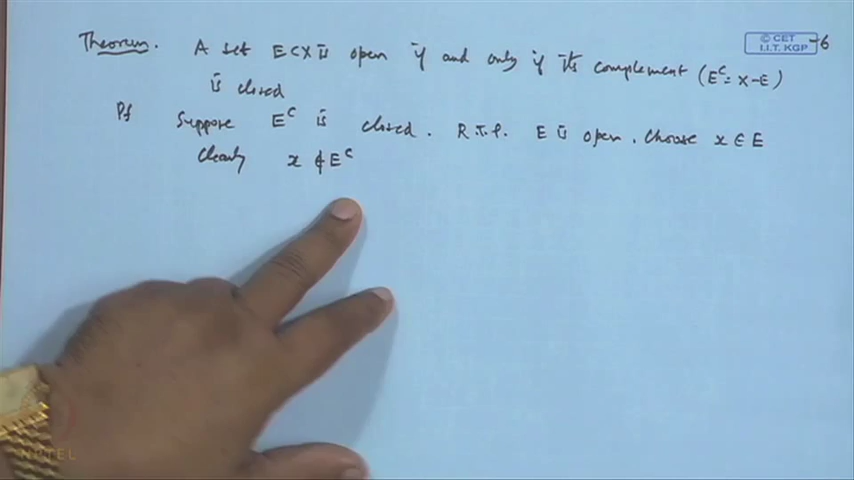 Theorem. A set E ⊂ X is open if and only if its complement (E^c = X - E)
is closed
Pf Suppose E^c is closed. R.T.P. E is open. Choose x ∈ E
Clearly x ∉ E^c
© CET
I.I.T. KGP
-6
NPTEL